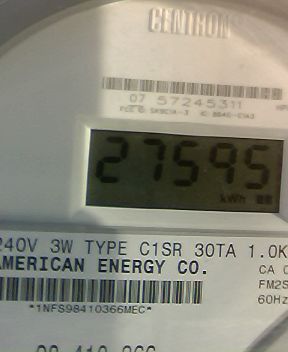 CENTRON
07 57245311
27595
kWh
240V 3W TYPE C1SR 30TA 1.0K
AMERICAN ENERGY CO.
CA 0
FM2S
60Hz
*1NFS98410366MEC*